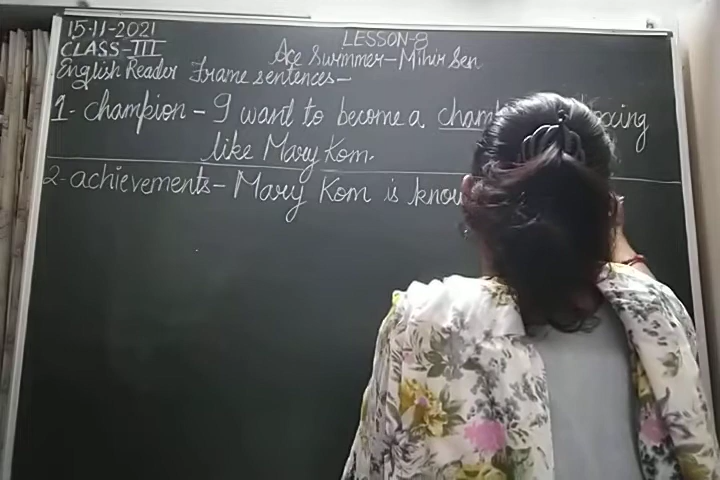 15-11-2021
LESSON-8
CLASS-III
Ace Swimmer-Mihir Sen
English Reader Frame sentences-
1- champion - I want to become a
like Mary Kom.
2- achievements- Mary Kom is